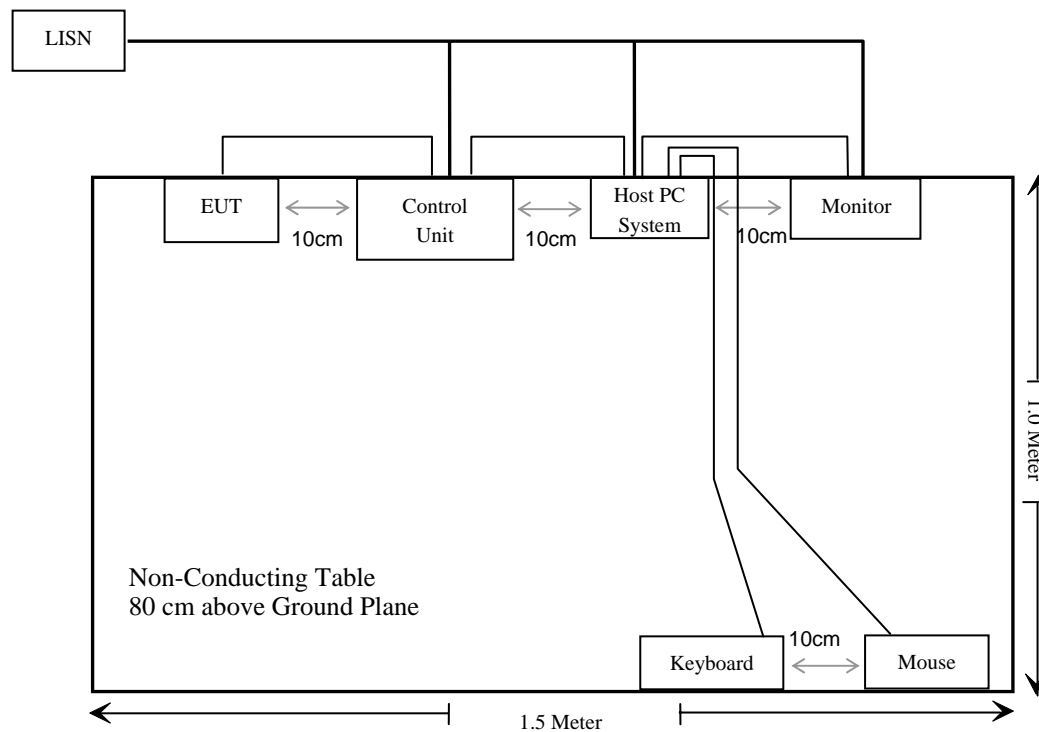 LISN
EUT
Control
Unit
Host PC
System
Monitor
10cm
10cm
10cm
1.0 Meter
Non-Conducting Table
80 cm above Ground Plane
10cm
Keyboard
Mouse
1.5 Meter